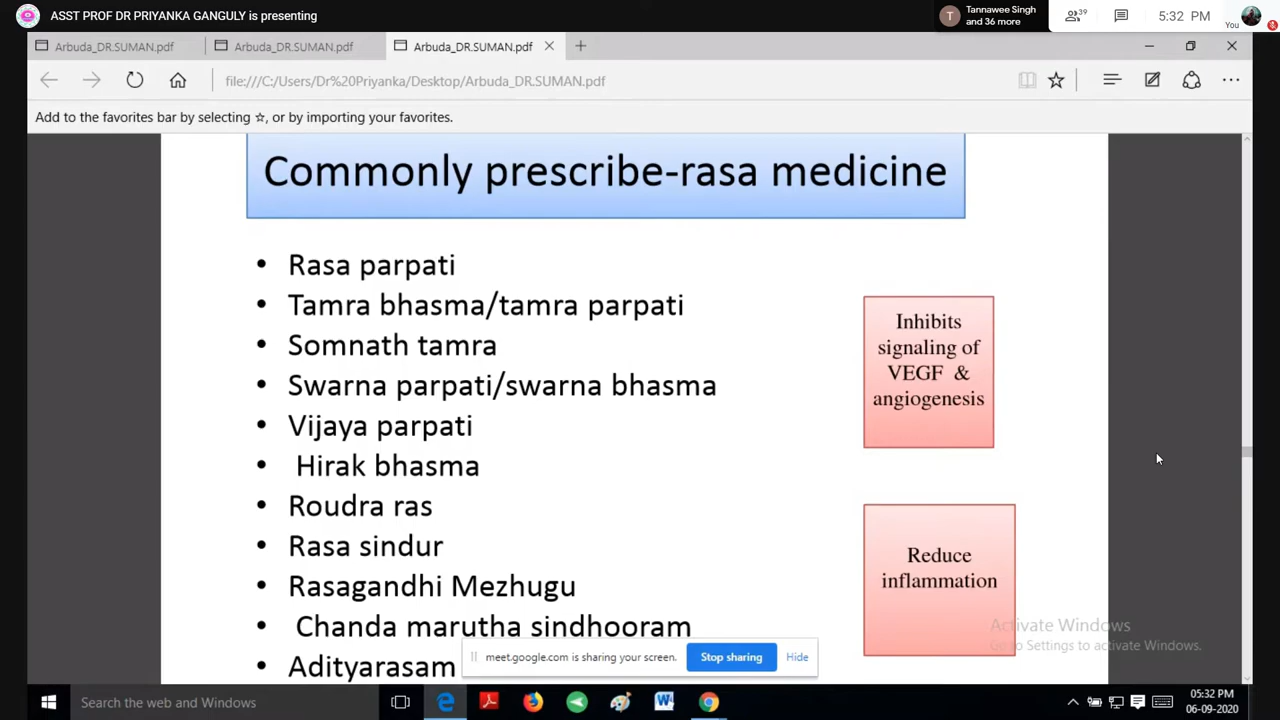 ASST PROF DR PRIYANKA GANGULY is presenting
T
Tannawee Singh
and 36 more
39
5:32 PM
You
Arbuda_DR.SUMAN.pdf
Arbuda_DR.SUMAN.pdf
Arbuda_DR.SUMAN.pdf
file:///C:/Users/Dr%20Priyanka/Desktop/Arbuda_DR.SUMAN.pdf
Add to the favorites bar by selecting ☆, or by importing your favorites.
Commonly prescribe-rasa medicine
• Rasa parpati
• Tamra bhasma/tamra parpati
• Somnath tamra
• Swarna parpati/swarna bhasma
• Vijaya parpati
• Hirak bhasma
• Roudra ras
• Rasa sindur
• Rasagandhi Mezhugu
• Chanda marutha sindhooram
• Adityarasam
Inhibits
signaling of
VEGF &
angiogenesis
Reduce
inflammation
Activate Windows
Go to Settings to activate Windows.
meet.google.com is sharing your screen.
Stop sharing
Hide
Search the web and Windows
05:32 PM
06-09-2020